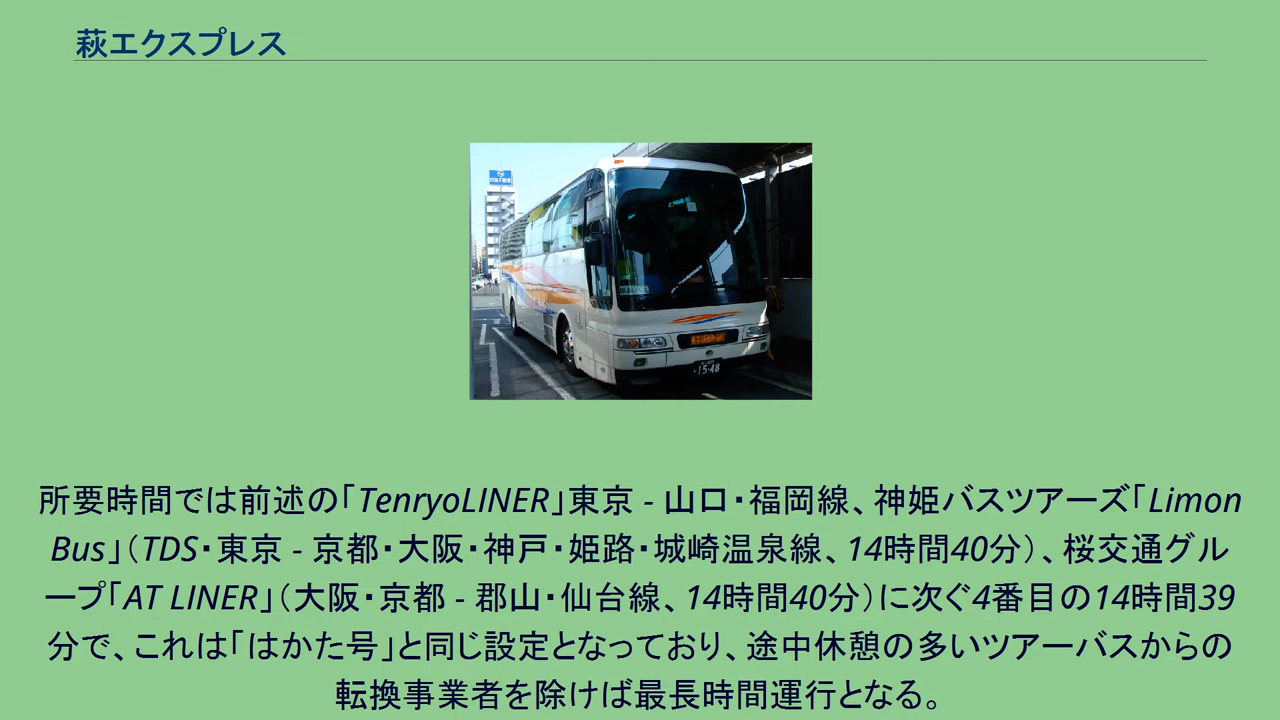 萩エクスプレス
・15-48
所要時間では前述の「TenryoLINER」東京 - 山口・福岡線、神姫バスツアーズ「Limon
Bus」（TDS・東京 - 京都・大阪・神戸・姫路・城崎温泉線、14時間40分）、桜交通グル
ープ「AT LINER」（大阪・京都 - 郡山・仙台線、14時間40分）に次ぐ4番目の14時間39
分で、これは「はかた号」と同じ設定となっており、途中休憩の多いツアーバスからの
転換事業者を除けば最長時間運行となる。